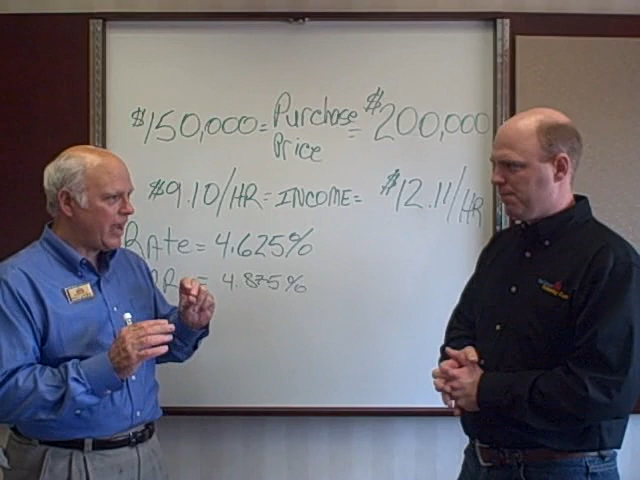 $150,000 = Purchase Price = $200,000
$9.10/HR = INCOME = $12.11/HR
RAte = 4.625%
= 4.875%